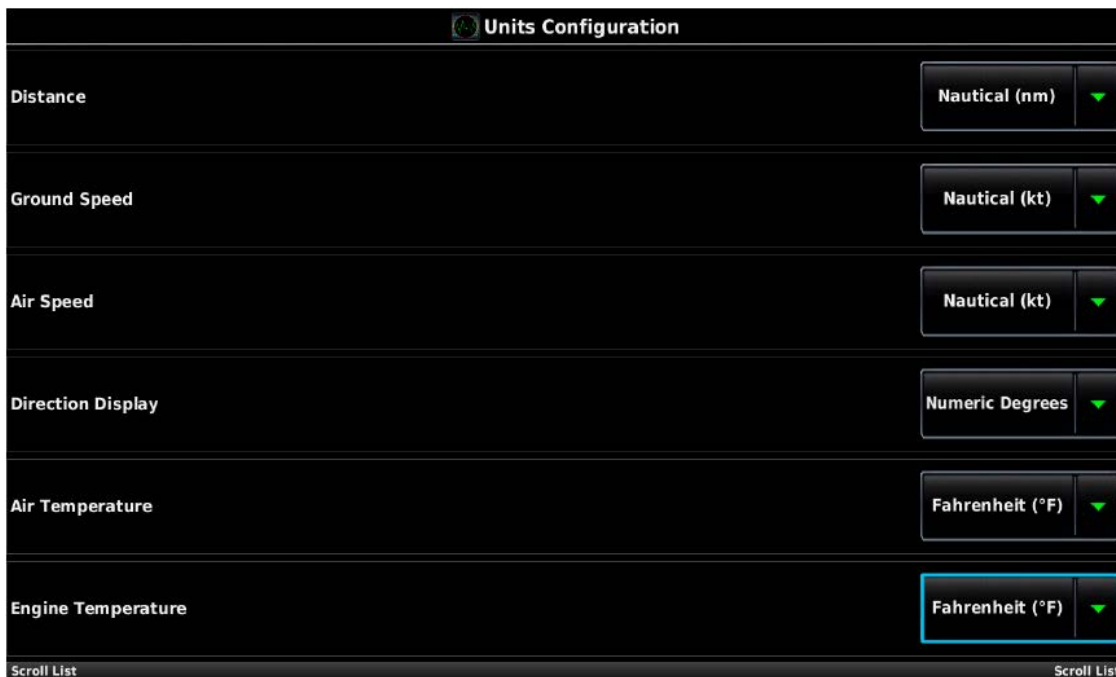 Units Configuration
Distance Nautical (nm)
Ground Speed Nautical (kt)
Air Speed Nautical (kt)
Direction Display Numeric Degrees
Air Temperature Fahrenheit (°F)
Engine Temperature Fahrenheit (°F)
Scroll List Scroll List